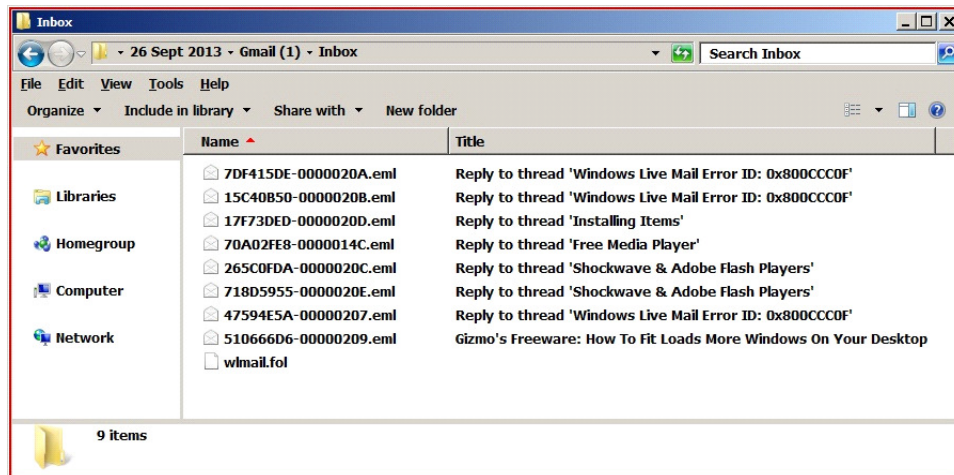 Inbox
26 Sept 2013 Gmail (1) Inbox Search Inbox
File Edit View Tools Help
Organize Include in library Share with New folder
Favorites
Libraries
Homegroup
Computer
Network
Name Title
7DF415DE-0000020A.eml Reply to thread 'Windows Live Mail Error ID: 0x800CCC0F'
15C40B50-0000020B.eml Reply to thread 'Windows Live Mail Error ID: 0x800CCC0F'
17F73DED-0000020D.eml Reply to thread 'Installing Items'
70A02FE8-0000014C.eml Reply to thread 'Free Media Player'
265C0FDA-0000020C.eml Reply to thread 'Shockwave & Adobe Flash Players'
718D5955-0000020E.eml Reply to thread 'Shockwave & Adobe Flash Players'
47594E5A-00000207.eml Reply to thread 'Windows Live Mail Error ID: 0x800CCC0F'
510666D6-00000209.eml Gizmo's Freeware: How To Fit Loads More Windows On Your Desktop
wlmail.fol
9 items